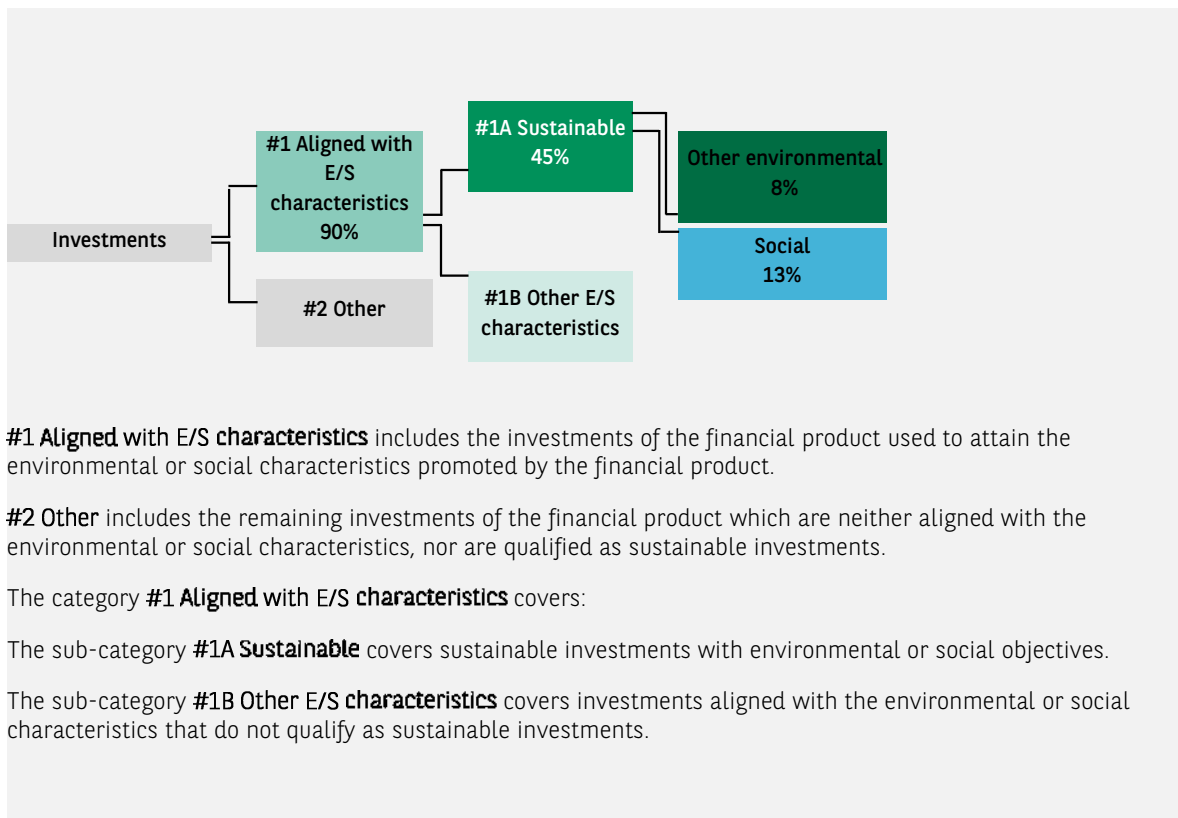 #1A Sustainable
45%
#1 Aligned with
E/S
characteristics
90%
Other environmental
8%
Investments
Social
13%
#2 Other
#1B Other E/S
characteristics
#1 Aligned with E/S characteristics includes the investments of the financial product used to attain the
environmental or social characteristics promoted by the financial product.
#2 Other includes the remaining investments of the financial product which are neither aligned with the
environmental or social characteristics, nor are qualified as sustainable investments.
The category #1 Aligned with E/S characteristics covers:
The sub-category #1A Sustainable covers sustainable investments with environmental or social objectives.
The sub-category #1B Other E/S characteristics covers investments aligned with the environmental or social
characteristics that do not qualify as sustainable investments.